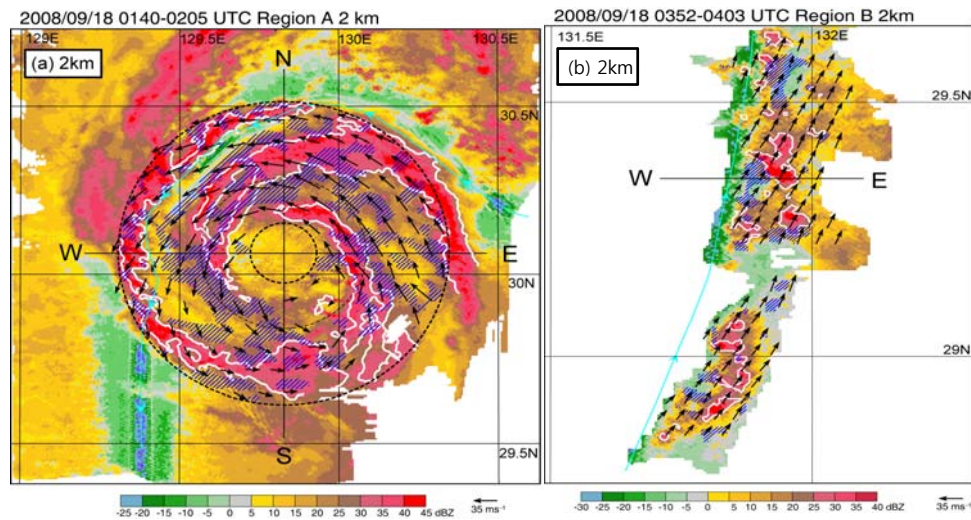 2008/09/18 0140-0205 UTC Region A 2 km
129E 129.5E 130E 130.5E
(a) 2km
N
30.5N
W E
30N
S
29.5N
-25 -20 -15 -10 -5 0 5 10 15 20 25 30 35 40 45 dBZ
35 ms⁻¹
2008/09/18 0352-0403 UTC Region B 2km
131.5E 132E
(b) 2km
29.5N
W E
29N
-30 -25 -20 -15 -10 -5 0 5 10 15 20 25 30 dBZ
35 ms⁻¹